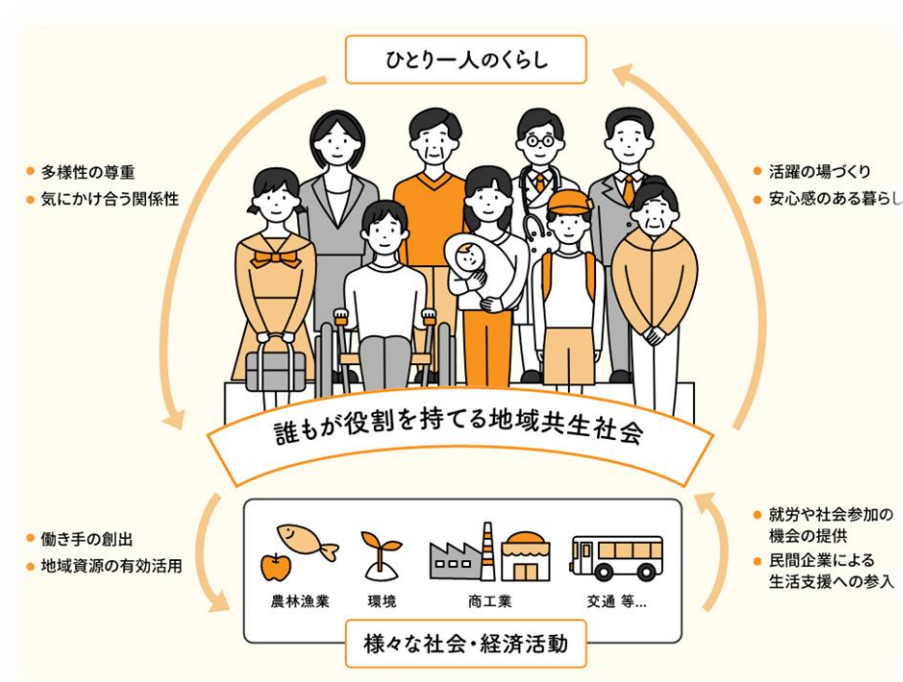 ひとり一人のくらし
● 多様性の尊重
● 気にかけ合う関係性
● 活躍の場づくり
● 安心感のある暮らし
誰もが役割を持てる地域共生社会
● 働き手の創出
● 地域資源の有効活用
● 就労や社会参加の
機会の提供
● 民間企業による
生活支援への参入
農林漁業
環境
商工業
交通 等...
様々な社会・経済活動